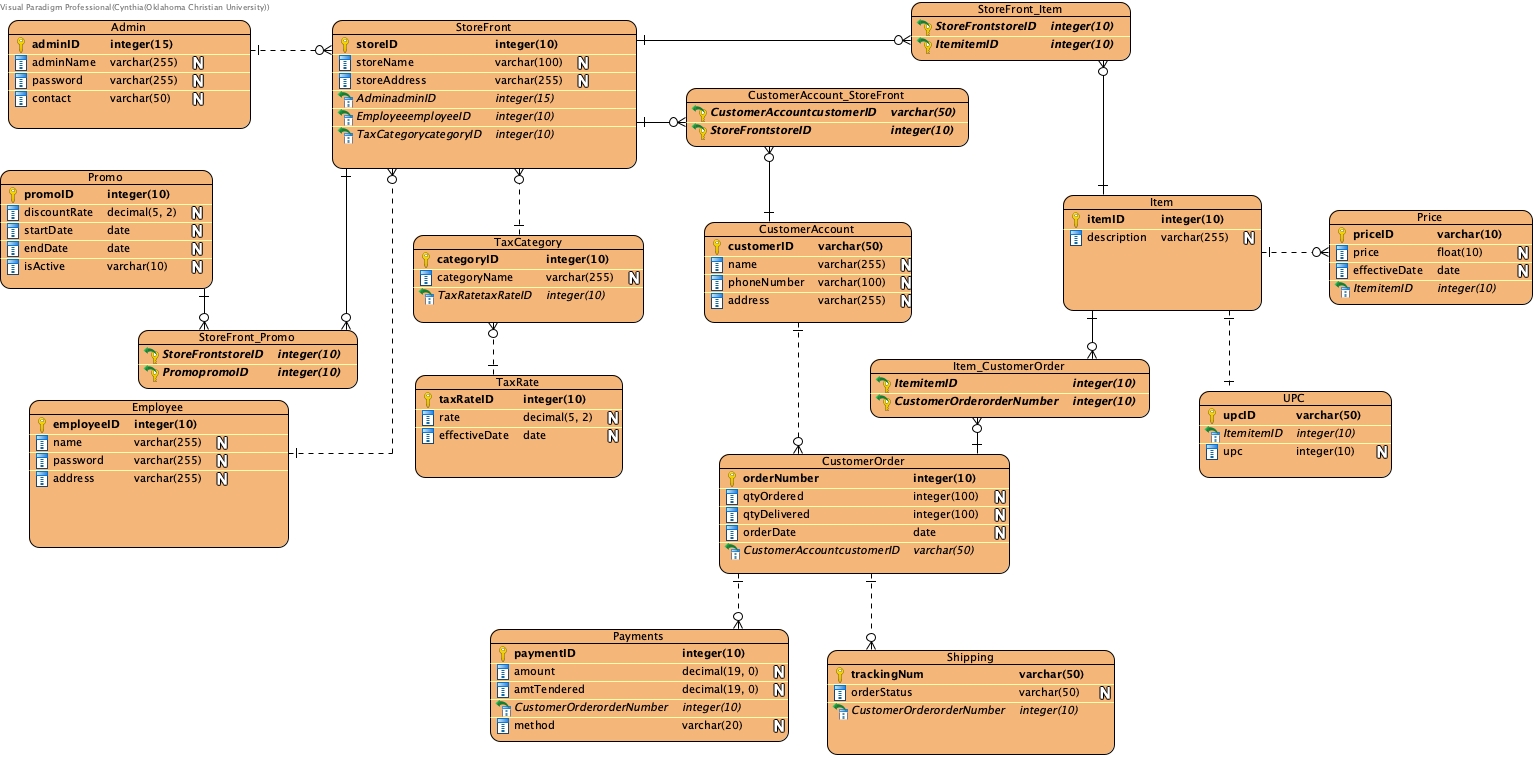 Visual Paradigm Professional(Cynthia(Oklahoma Christian University))
Admin
adminID integer(15)
adminName varchar(255) N
password varchar(255) N
contact varchar(50) N
StoreFront
storeID integer(10)
storeName varchar(100) N
storeAddress varchar(255) N
AdminadminID integer(15)
EmployeeemployeeID integer(10)
TaxCategorycategoryID integer(10)
StoreFront_Item
StoreFrontstoreID integer(10)
ItemitemID integer(10)
CustomerAccount_StoreFront
CustomerAccountcustomerID varchar(50)
StoreFrontstoreID integer(10)
Promo
promoID integer(10)
discountRate decimal(5, 2) N
startDate date N
endDate date N
isActive varchar(10) N
TaxCategory
categoryID integer(10)
categoryName varchar(255) N
TaxRatetaxRateID integer(10)
CustomerAccount
customerID varchar(50)
name varchar(255) N
phoneNumber varchar(100) N
address varchar(255) N
Item
itemID integer(10)
description varchar(255) N
Price
priceID varchar(10)
price float(10) N
effectiveDate date N
ItemitemID integer(10)
StoreFront_Promo
StoreFrontstoreID integer(10)
PromopromoID integer(10)
TaxRate
taxRateID integer(10)
rate decimal(5, 2) N
effectiveDate date N
Item_CustomerOrder
ItemitemID integer(10)
CustomerOrderorderNumber integer(10)
Employee
employeeID integer(10)
name varchar(255) N
password varchar(255) N
address varchar(255) N
UPC
upcID varchar(50)
ItemitemID integer(10)
upc integer(10) N
CustomerOrder
orderNumber integer(10)
qtyOrdered integer(100) N
qtyDelivered integer(100) N
orderDate date N
CustomerAccountcustomerID varchar(50)
Payments
paymentID integer(10)
amount decimal(19, 0) N
amtTendered decimal(19, 0) N
CustomerOrderorderNumber integer(10)
method varchar(20) N
Shipping
trackingNum varchar(50)
orderStatus varchar(50) N
CustomerOrderorderNumber integer(10)